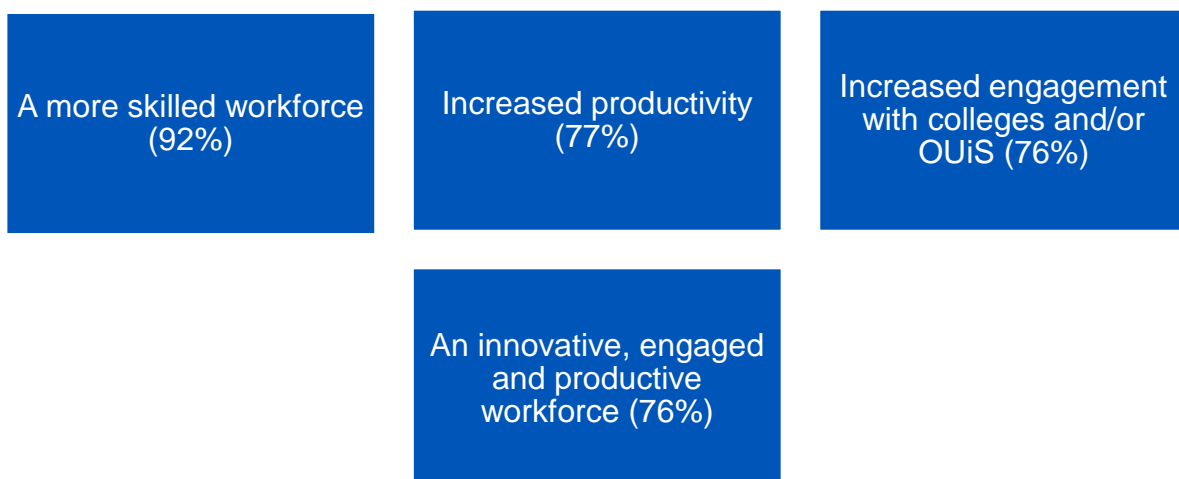 A more skilled workforce
(92%)
Increased productivity
(77%)
Increased engagement
with colleges and/or
OUiS (76%)
An innovative, engaged
and productive
workforce (76%)